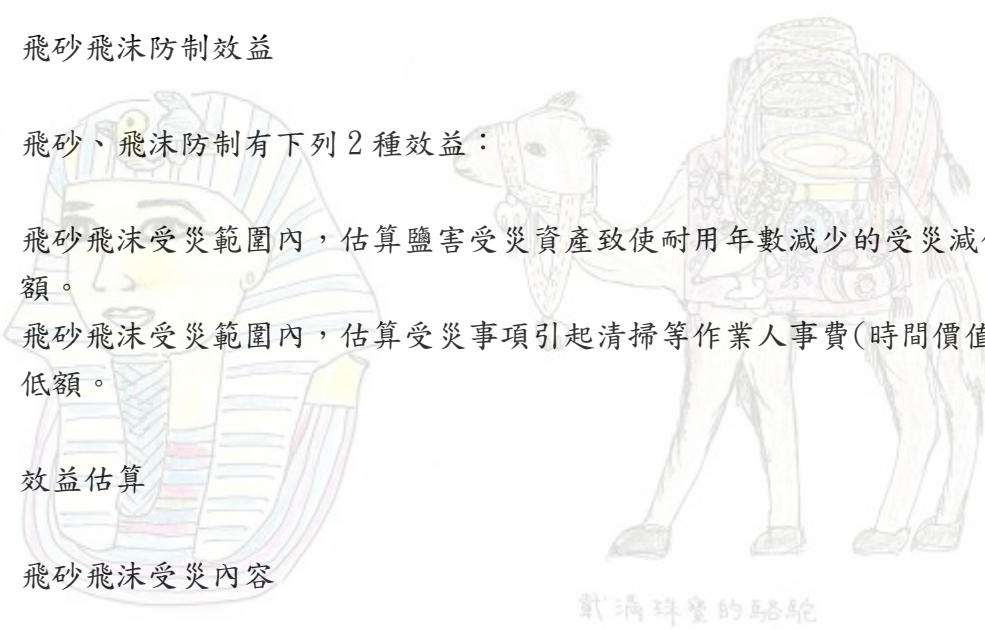 飛砂飛沫防制效益
飛砂、飛沫防制有下列2種效益：
飛砂飛沫受災範圍內，估算鹽害受災資產致使耐用年數減少的受災減
額。
飛砂飛沫受災範圍內，估算受災事項引起清掃等作業人事費(時間價值
低額。
效益估算
飛砂飛沫受災內容
戴滿珠寶的駱駝